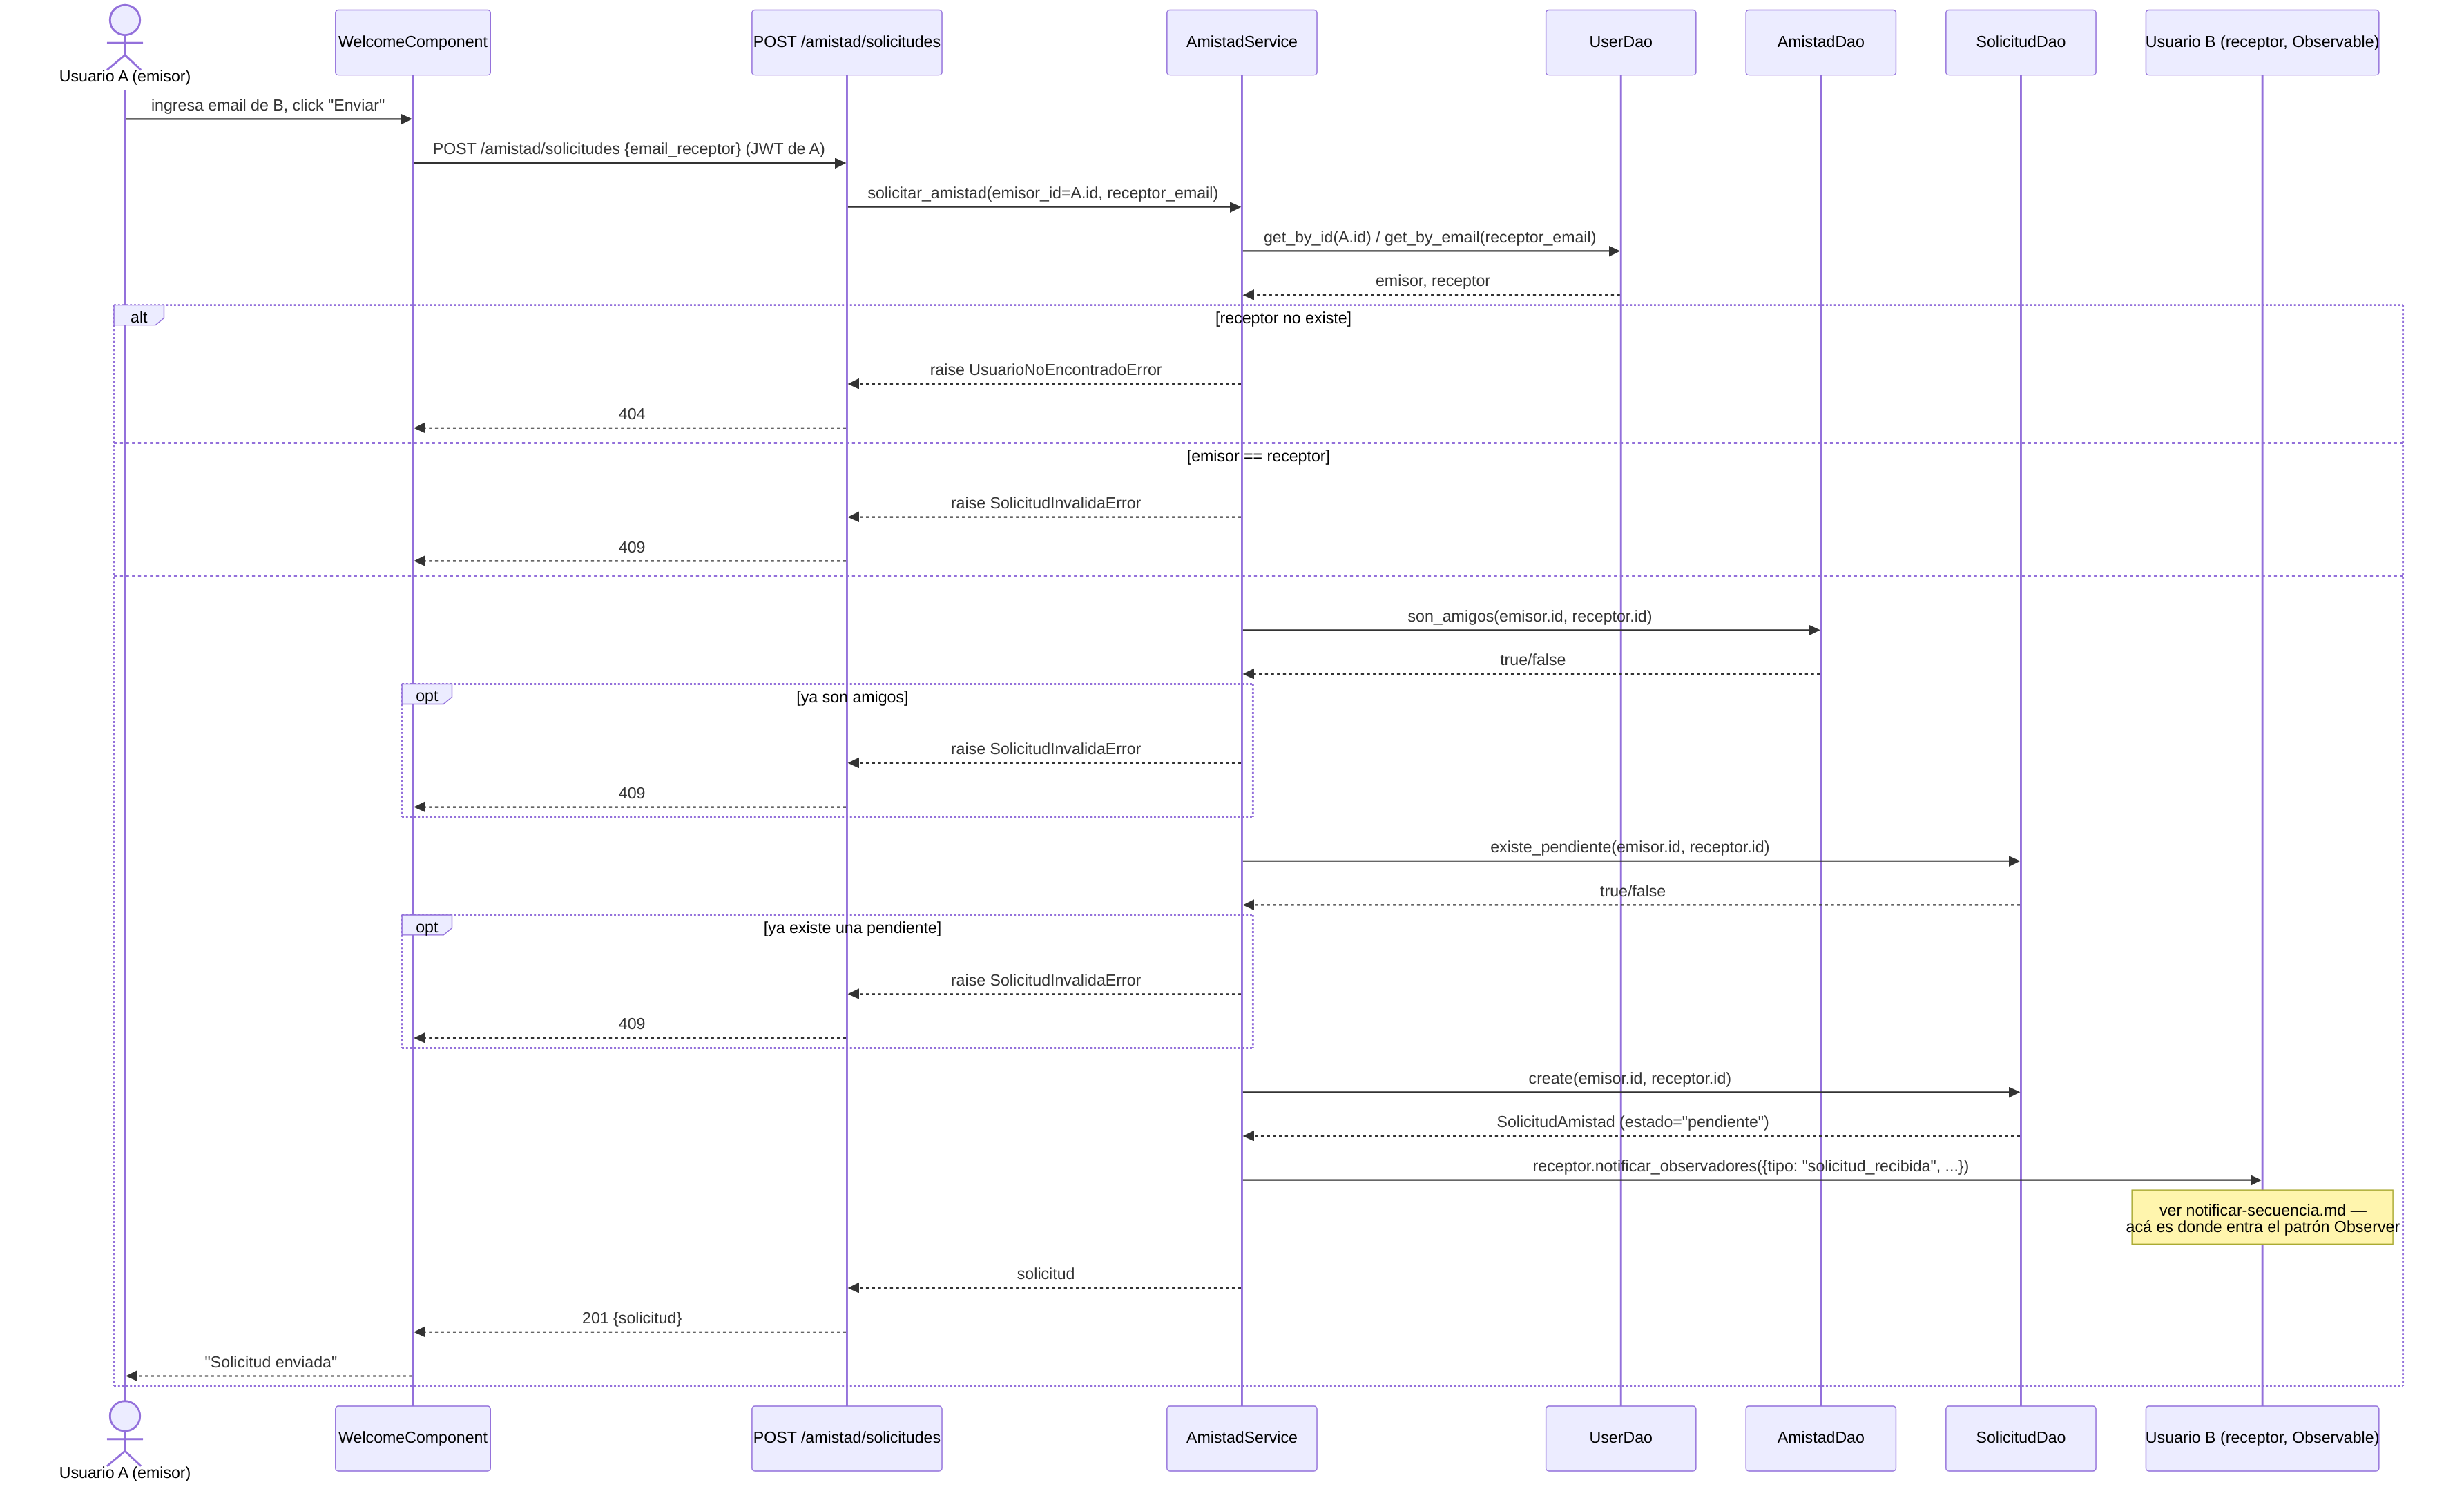 Usuario A (emisor)
WelcomeComponent
POST /amistad/solicitudes
AmistadService
UserDao
AmistadDao
SolicitudDao
Usuario B (receptor, Observable)
ingresa email de B, click "Enviar"
POST /amistad/solicitudes {email_receptor} (JWT de A)
solicitar_amistad(emisor_id=A.id, receptor_email)
get_by_id(A.id) / get_by_email(receptor_email)
emisor, receptor
alt
[receptor no existe]
raise UsuarioNoEncontradoError
404
[emisor == receptor]
raise SolicitudInvalidaError
409
son_amigos(emisor.id, receptor.id)
true/false
opt
[ya son amigos]
raise SolicitudInvalidaError
409
existe_pendiente(emisor.id, receptor.id)
true/false
opt
[ya existe una pendiente]
raise SolicitudInvalidaError
409
create(emisor.id, receptor.id)
SolicitudAmistad (estado="pendiente")
receptor.notificar_observadores({tipo: "solicitud_recibida", ...})
ver notificar-secuencia.md —
acá es donde entra el patrón Observer
solicitud
201 {solicitud}
"Solicitud enviada"
Usuario A (emisor)
WelcomeComponent
POST /amistad/solicitudes
AmistadService
UserDao
AmistadDao
SolicitudDao
Usuario B (receptor, Observable)